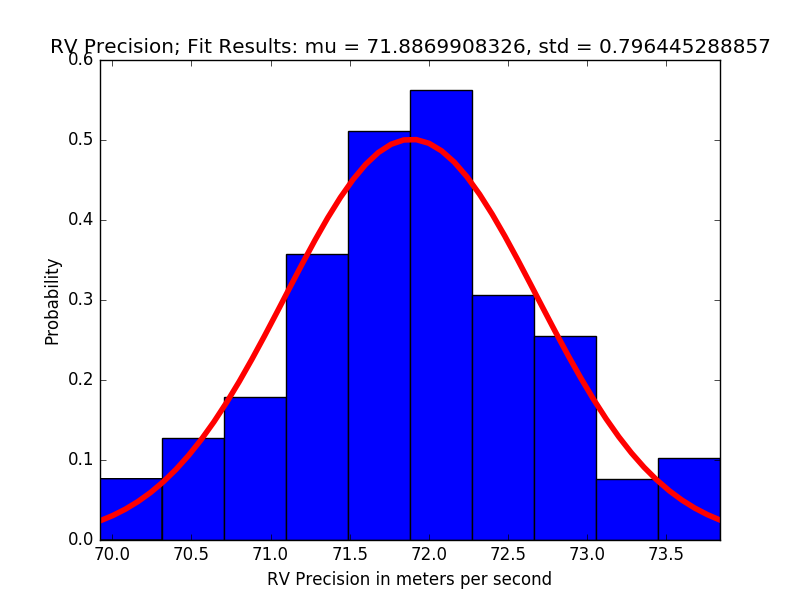 RV Precision; Fit Results: mu = 71.8869908326, std = 0.796445288857
0.6
0.5
0.4
0.3
0.2
0.1
0.0
Probability
70.0 70.5 71.0 71.5 72.0 72.5 73.0 73.5
RV Precision in meters per second